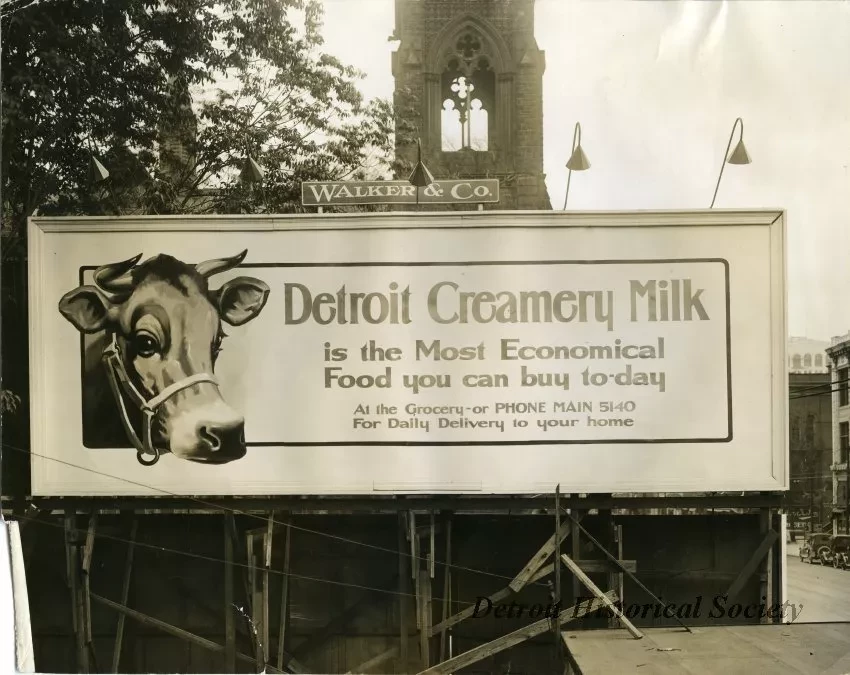 WALKER & CO.
Detroit Creamery Milk
is the Most Economical
Food you can buy to-day
At the Grocery-or PHONE MAIN 5140
For Daily Delivery to your home
Detroit Historical Society